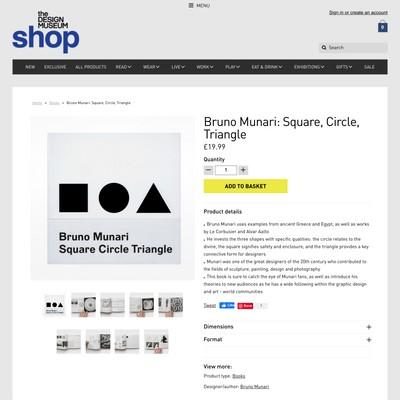 ≡ MENU
the
DESIGN
MUSEUM
shop
Sign in or create an account
0
Search
NEW EXCLUSIVE ALL PRODUCTS READ WEAR LIVE WORK PLAY EAT & DRINK EXHIBITIONS GIFTS SALE
Home » Books » Bruno Munari: Square, Circle, Triangle
Bruno Munari
Square Circle Triangle
Bruno Munari: Square, Circle,
Triangle
£19.99
Quantity
- 1 +
ADD TO BASKET
Product details
Bruno Munari uses examples from ancient Greece and Egypt, as well as works
by Le Corbusier and Alvar Aalto
He invests the three shapes with specific qualities: the circle relates to the
divine, the square signifies safety and enclosure, and the triangle provides a key
connective form for designers
Munari was one of the great designers of the 20th century who contributed to
the fields of sculpture, painting, design and photography
This book is sure to catch the eye of Munari fans, as well as introduce his
theories to new audiences as he has a wide following within the graphic design
and art - world communities.
Tweet Like Save 1
Dimensions +
Format +
View more:
Product type: Books
Designer/author: Bruno Munari